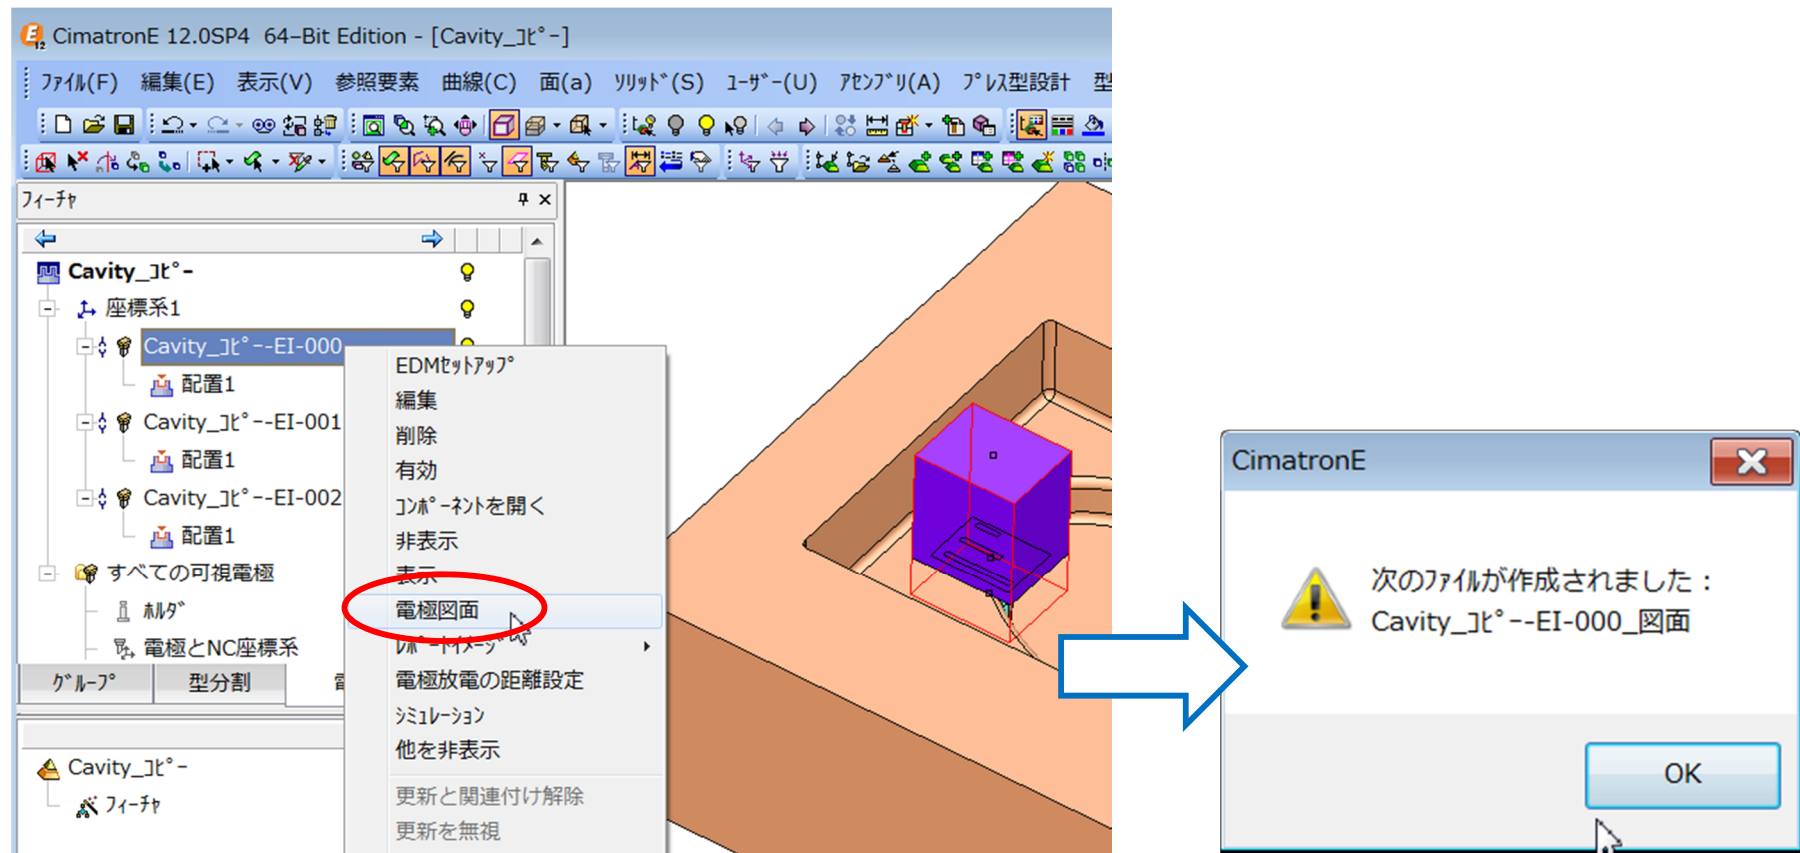 CimatronE 12.0SP4 64-Bit Edition - [Cavity_ｺﾋﾟｰ]
ﾌｧｲﾙ(F) 編集(E) 表示(V) 参照要素 曲線(C) 面(a) ｿﾘｯﾄﾞ(S) ﾕｰｻﾞｰ(U) ｱｾﾝﾌﾞﾘ(A) ﾌﾟﾚｽ型設計 型
ﾌｨｰﾁｬ
Cavity_ｺﾋﾟｰ
座標系1
Cavity_ｺﾋﾟｰ-EI-000
配置1
Cavity_ｺﾋﾟｰ-EI-001
配置1
Cavity_ｺﾋﾟｰ-EI-002
配置1
すべての可視電極
ﾎﾙﾀﾞ
電極とNC座標系
ｸﾞﾙｰﾌﾟ 型分割
Cavity_ｺﾋﾟｰ
ﾌｨｰﾁｬ
EDMｾｯﾄｱｯﾌﾟ
編集
削除
有効
ｺﾝﾎﾟｰﾈﾝﾄを開く
非表示
表示
電極図面
ﾚﾎﾟｰﾄｲﾒｰｼﾞ
電極放電の距離設定
ｼﾐｭﾚｰｼｮﾝ
他を非表示
更新と関連付け解除
更新を無視
CimatronE
次のﾌｧｲﾙが作成されました：
Cavity_ｺﾋﾟｰ-EI-000_図面
OK